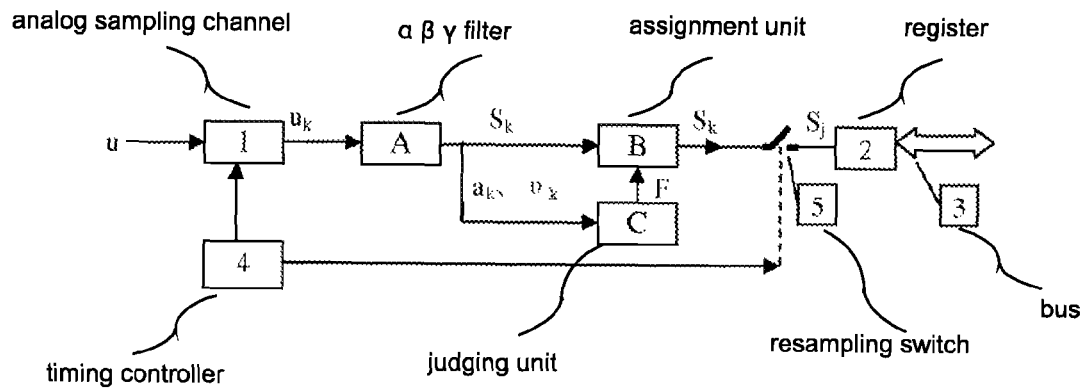 analog sampling channel
α β γ filter
assignment unit
register
u
1
u_k
A
S_k
B
S_k
S_j
2
a_k、 υ_k
F
C
5
3
4
timing controller
judging unit
resampling switch
bus